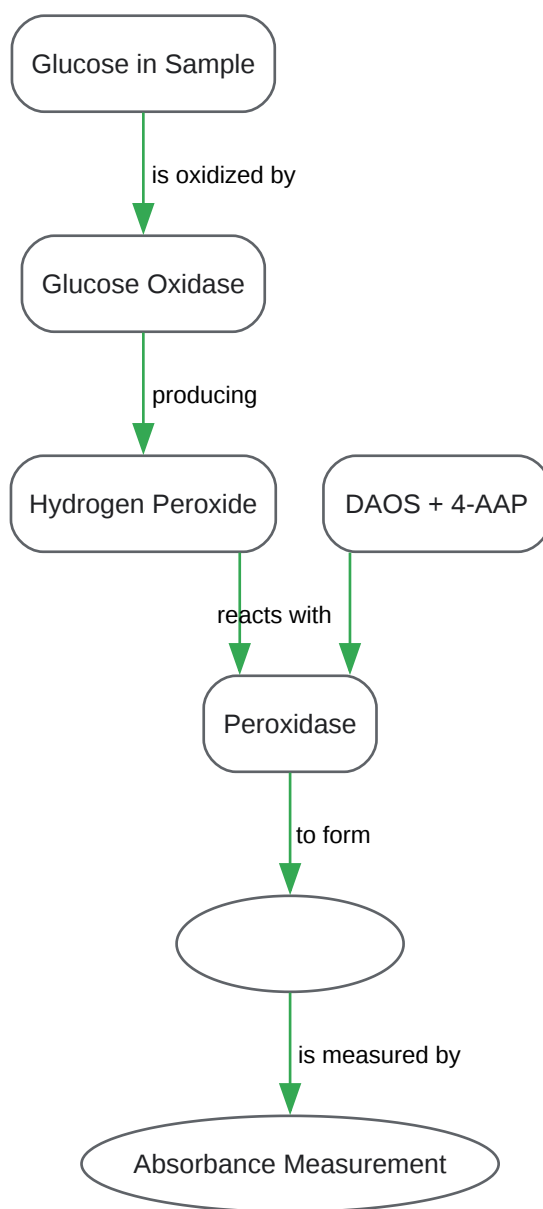 Glucose in Sample
is oxidized by
Glucose Oxidase
producing
Hydrogen Peroxide
DAOS + 4-AAP
reacts with
Peroxidase
to form
is measured by
Absorbance Measurement